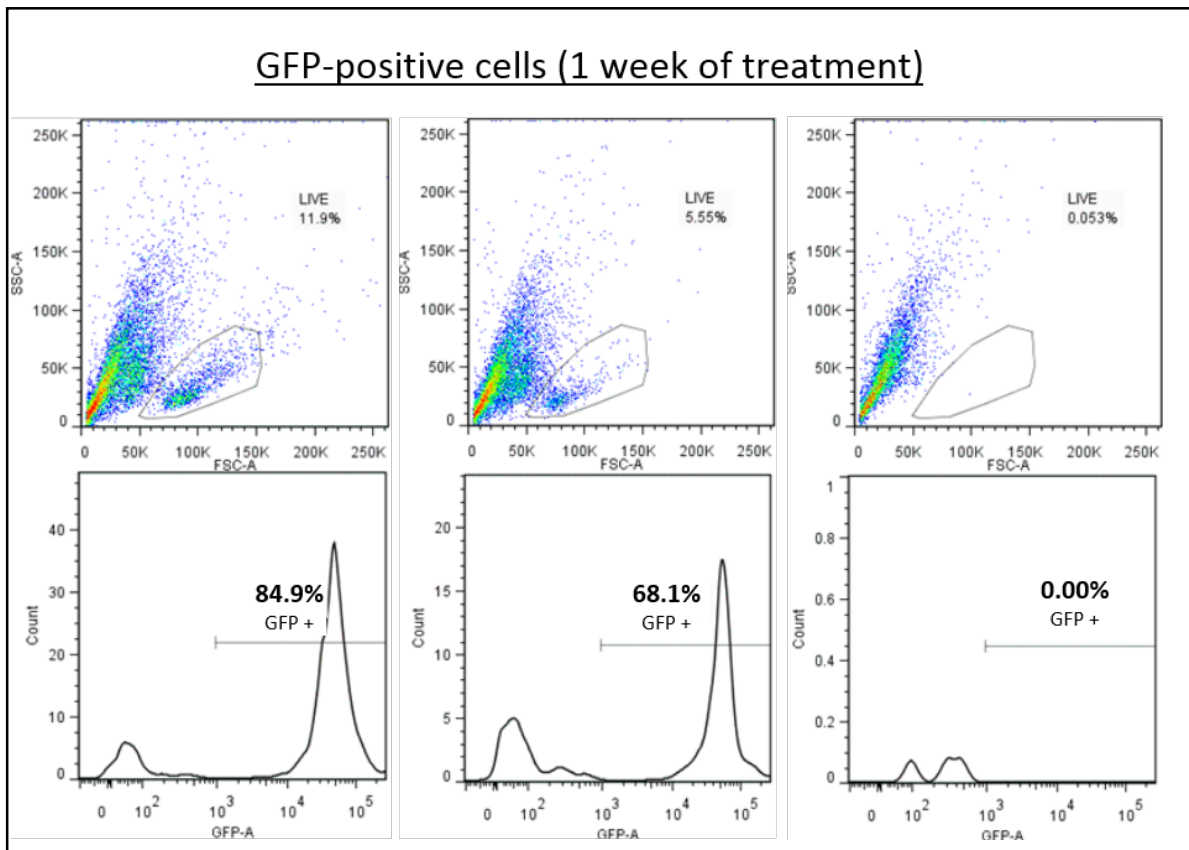 GFP-positive cells (1 week of treatment)
250K
200K
150K
100K
50K
0
SSC-A
LIVE
11.9%
0
50K
100K
150K
200K
250K
FSC-A
250K
200K
150K
100K
50K
0
SSC-A
LIVE
5.55%
0
50K
100K
150K
200K
250K
FSC-A
250K
200K
150K
100K
50K
0
SSC-A
LIVE
0.053%
0
50K
100K
150K
200K
250K
FSC-A
40
30
20
10
0
Count
84.9%
GFP +
0
10²
10³
10⁴
10⁵
GFP-A
20
15
10
5
0
Count
68.1%
GFP +
0
10²
10³
10⁴
10⁵
GFP-A
1
0.8
0.6
0.4
0.2
0
Count
0.00%
GFP +
0
10²
10³
10⁴
10⁵
GFP-A